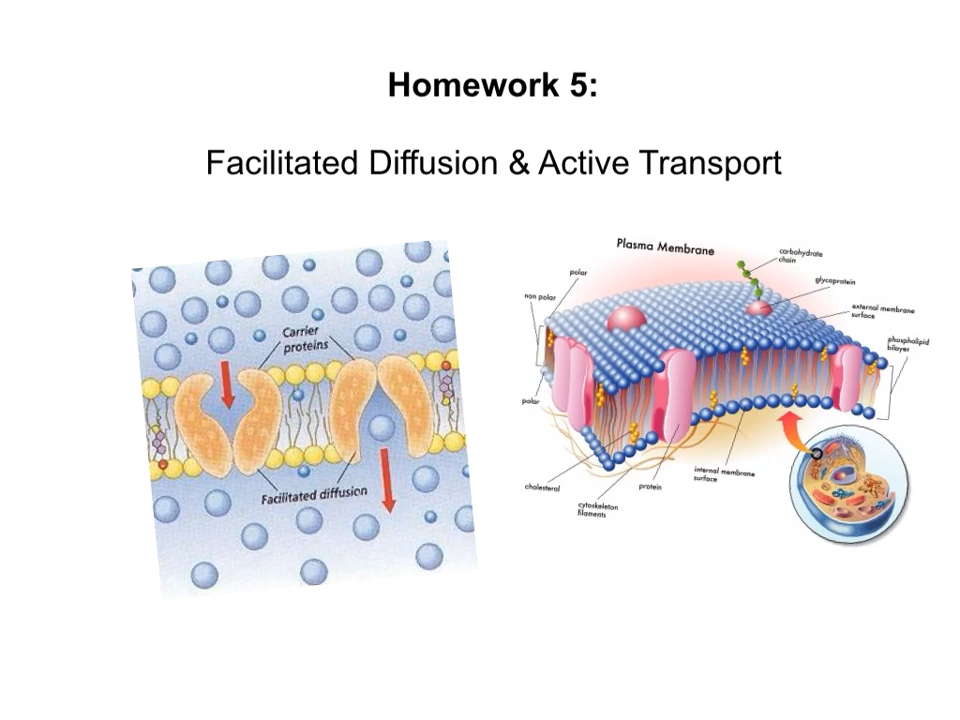 Homework 5:
Facilitated Diffusion & Active Transport
Carrier
proteins
Facilitated diffusion
Plasma Membrane
carbohydrate
chain
glycoprotein
polar
non polar
external membrane
surface
phospholipid
bilayer
polar
cholesterol
cytoskeleton
filaments
protein
internal membrane
surface